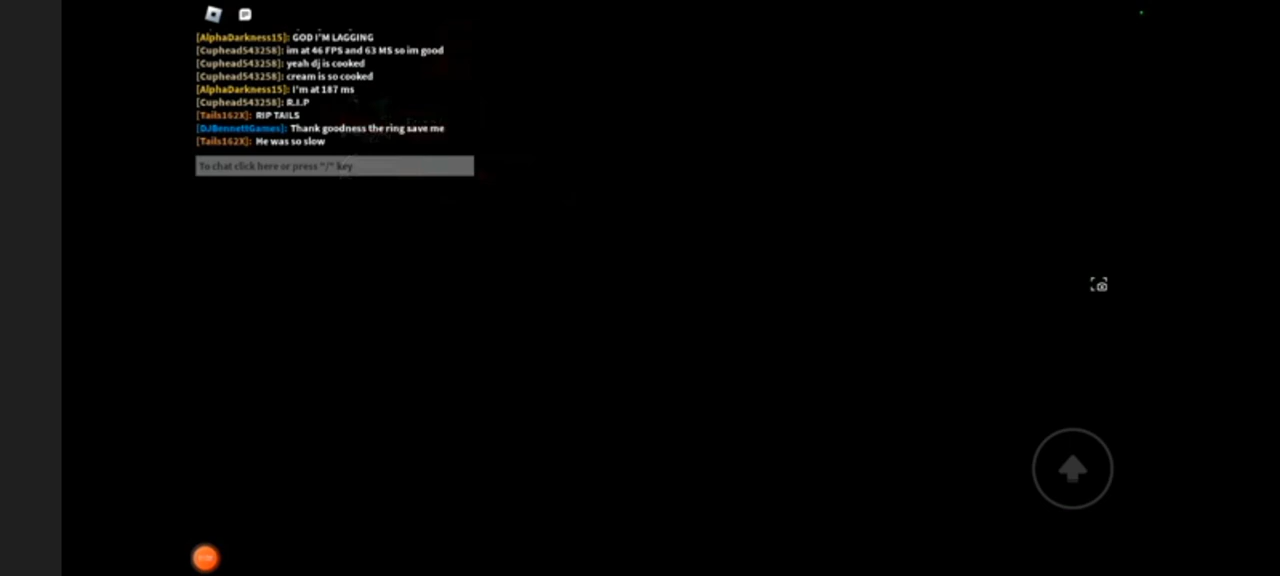 [AlphaDarkness15]: GOD I'M LAGGING
[Cuphead543258]: im at 46 FPS and 63 MS so im good
[Cuphead543258]: yeah dj is cooked
[Cuphead543258]: cream is so cooked
[AlphaDarkness15]: I'm at 187 ms
[Cuphead543258]: R.I.P
[Tails162X]: RIP TAILS
[DJBennettGames]: Thank goodness the ring save me
[Tails162X]: He was so slow
To chat click here or press "/" key